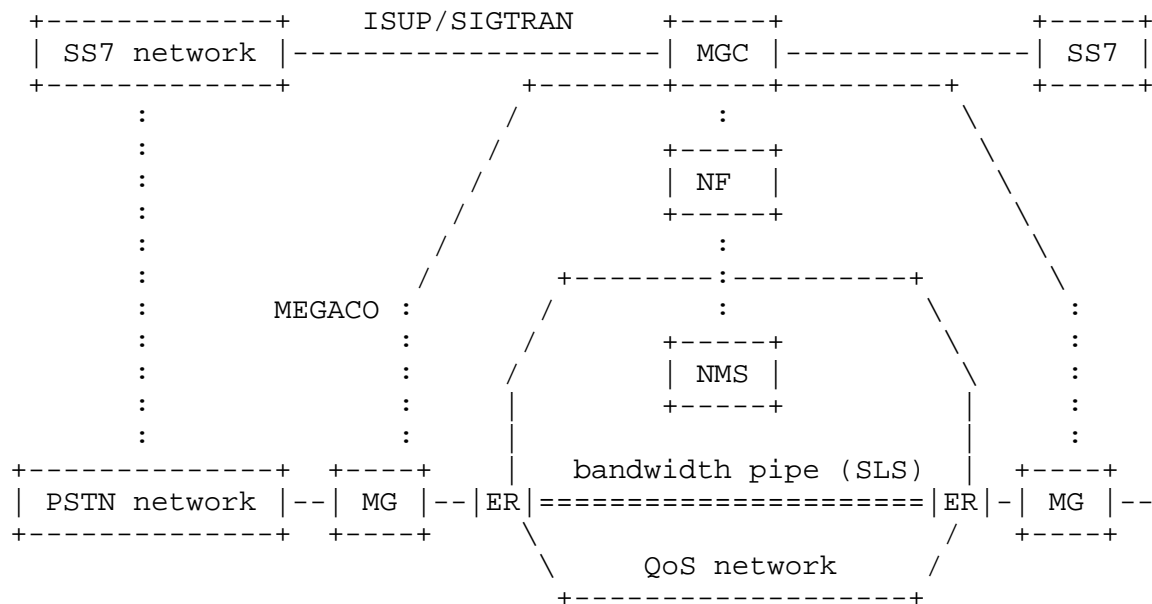 ISUP/SIGTRAN
SS7 network MGC SS7
NF
MEGACO
NMS
bandwidth pipe (SLS)
PSTN network MG ER ER MG
QoS network